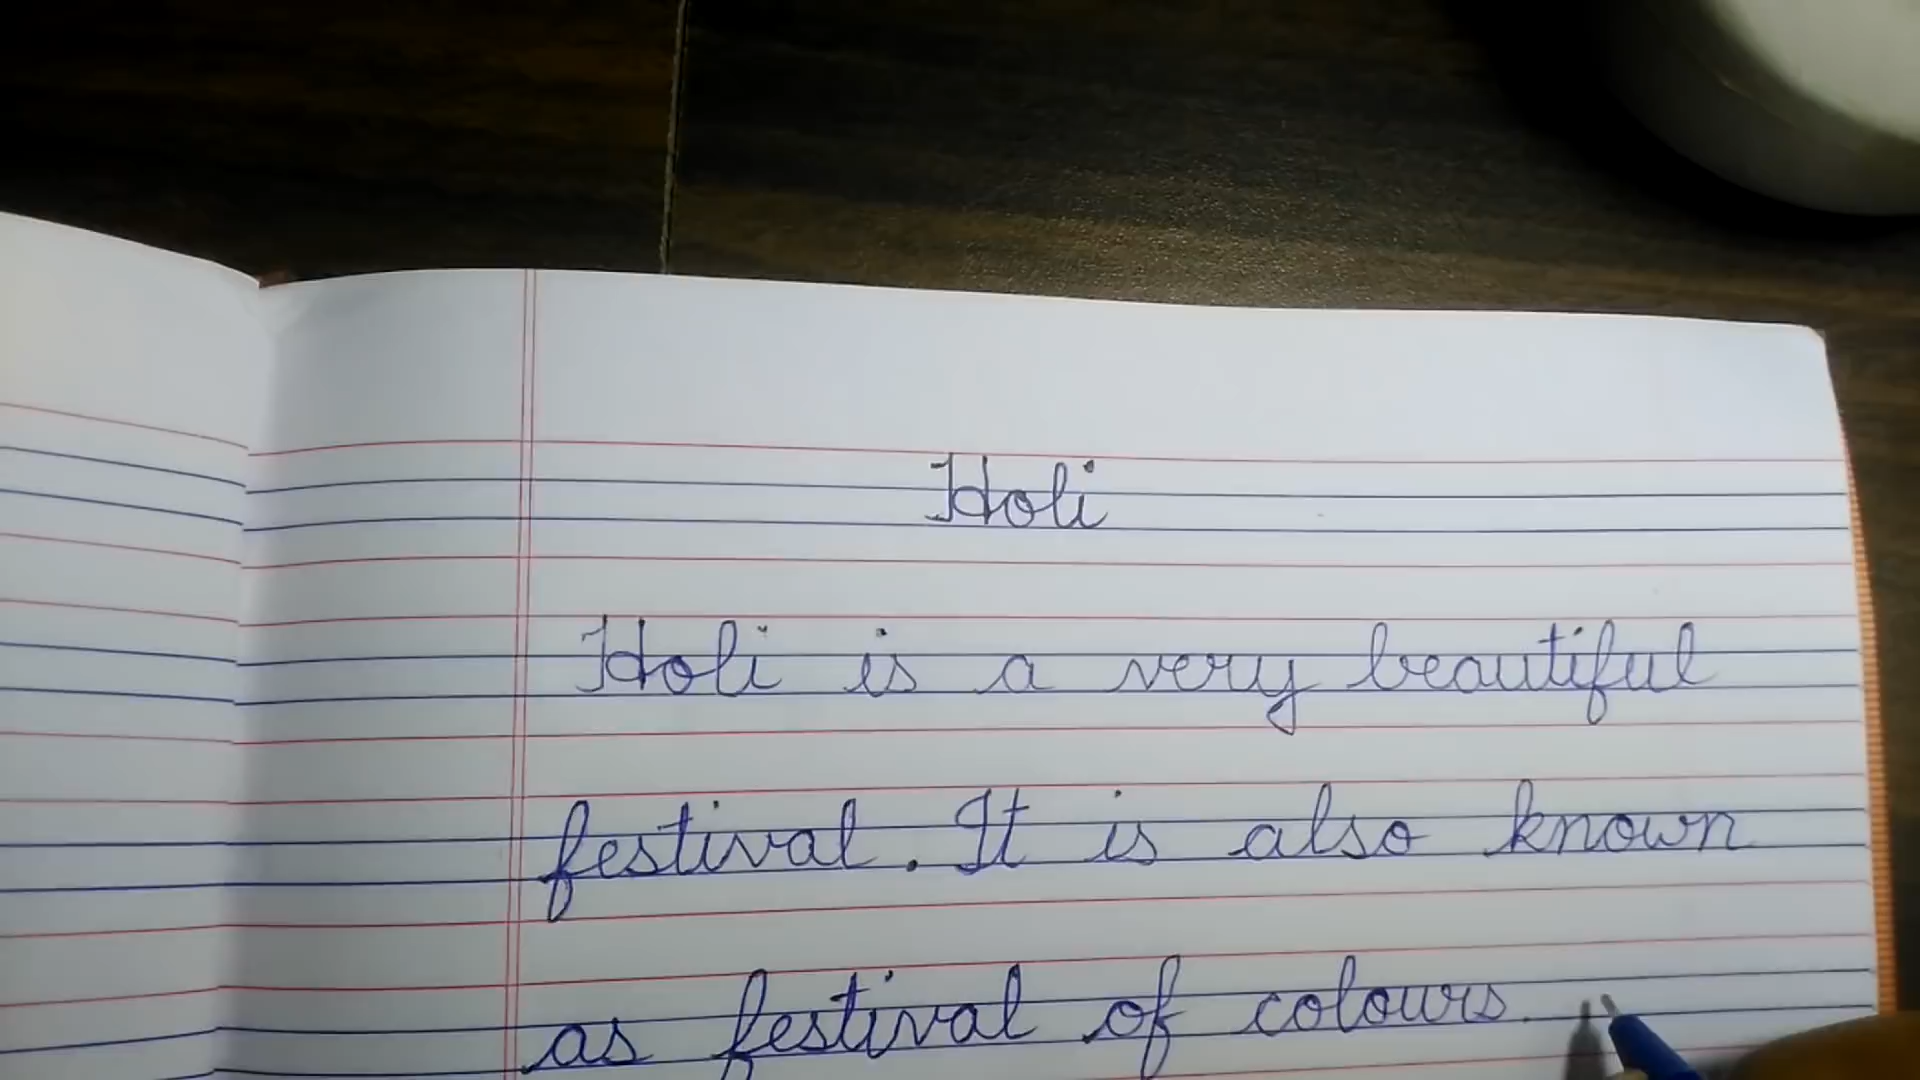 Holi
Holi is a very beautiful
festival. It is also known
as festival of colours.